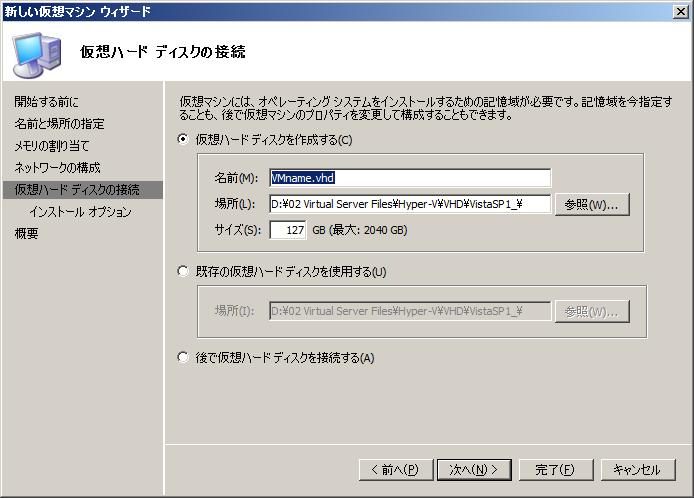 新しい仮想マシン ウィザード
仮想ハード ディスクの接続
開始する前に
名前と場所の指定
メモリの割り当て
ネットワークの構成
仮想ハード ディスクの接続
インストール オプション
概要
仮想マシンには、オペレーティング システムをインストールするための記憶域が必要です。記憶域を今指定す
ることも、後で仮想マシンのプロパティを変更して構成することもできます。
仮想ハード ディスクを作成する(C)
名前(M): VMname.vhd
場所(L): D:¥02 Virtual Server Files¥Hyper-V¥VHD¥VistaSP1_¥ 参照(W)...
サイズ(S): 127 GB (最大: 2040 GB)
既存の仮想ハード ディスクを使用する(U)
場所(I): D:¥02 Virtual Server Files¥Hyper-V¥VHD¥VistaSP1_¥ 参照(W)...
後で仮想ハード ディスクを接続する(A)
< 前へ(P) 次へ(N) > 完了(F) キャンセル